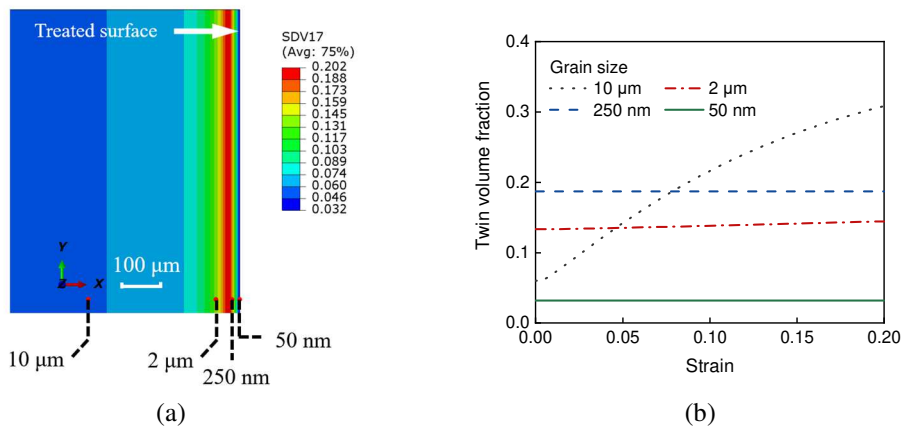 Treated surface
SDV17
(Avg: 75%)
0.202
0.188
0.173
0.159
0.145
0.131
0.117
0.103
0.089
0.074
0.060
0.046
0.032
Y
Z X
100 μm
10 μm
2 μm
250 nm
50 nm
(a)
Twin volume fraction
0.4
0.3
0.2
0.1
0.0
Grain size
10 μm 2 μm
250 nm 50 nm
0.00 0.05 0.10 0.15 0.20
Strain
(b)